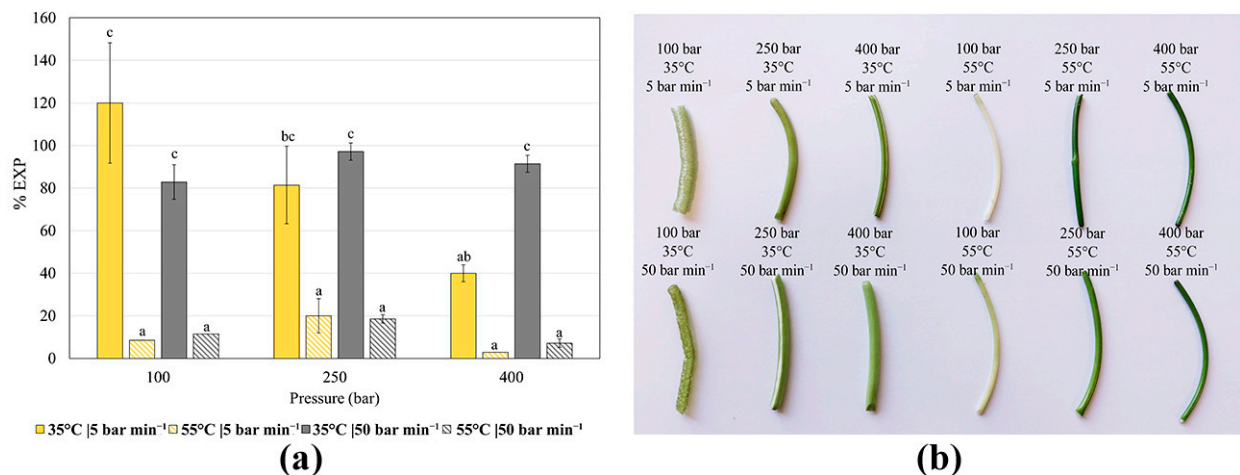 160
140
120
100
80
60
40
20
0
% EXP
c
a
c
a
bc
a
c
a
ab
a
c
a
100
250
400
Pressure (bar)
35°C |5 bar min⁻¹
55°C |5 bar min⁻¹
35°C |50 bar min⁻¹
55°C |50 bar min⁻¹
(a)
100 bar
35°C
5 bar min⁻¹
250 bar
35°C
5 bar min⁻¹
400 bar
35°C
5 bar min⁻¹
100 bar
55°C
5 bar min⁻¹
250 bar
55°C
5 bar min⁻¹
400 bar
55°C
5 bar min⁻¹
100 bar
35°C
50 bar min⁻¹
250 bar
35°C
50 bar min⁻¹
400 bar
35°C
50 bar min⁻¹
100 bar
55°C
50 bar min⁻¹
250 bar
55°C
50 bar min⁻¹
400 bar
55°C
50 bar min⁻¹
(b)